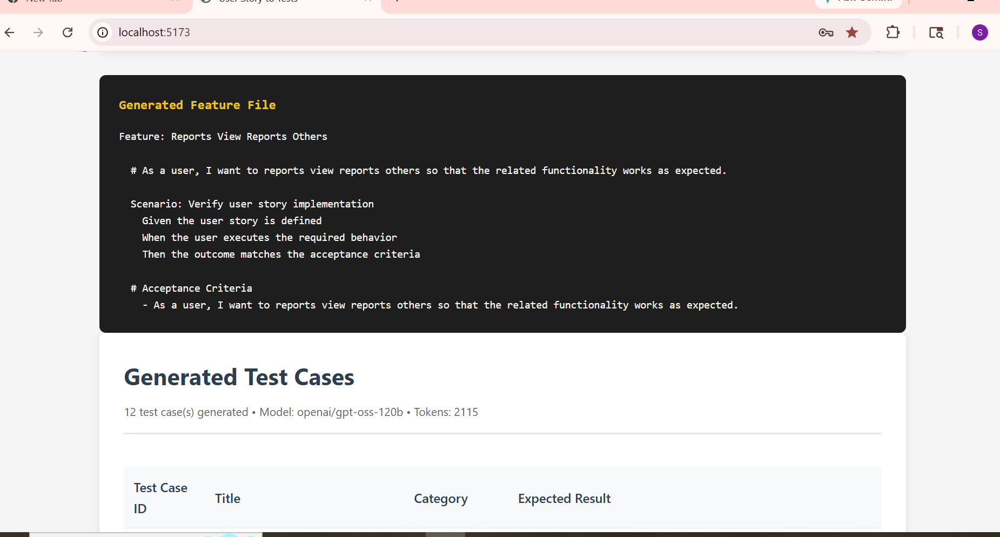 localhost:5173
S
Generated Feature File
Feature: Reports View Reports Others
# As a user, I want to reports view reports others so that the related functionality works as expected.
Scenario: Verify user story implementation
Given the user story is defined
When the user executes the required behavior
Then the outcome matches the acceptance criteria
# Acceptance Criteria
- As a user, I want to reports view reports others so that the related functionality works as expected.
Generated Test Cases
12 test case(s) generated • Model: openai/gpt-oss-120b • Tokens: 2115
Test Case
ID
Title
Category
Expected Result